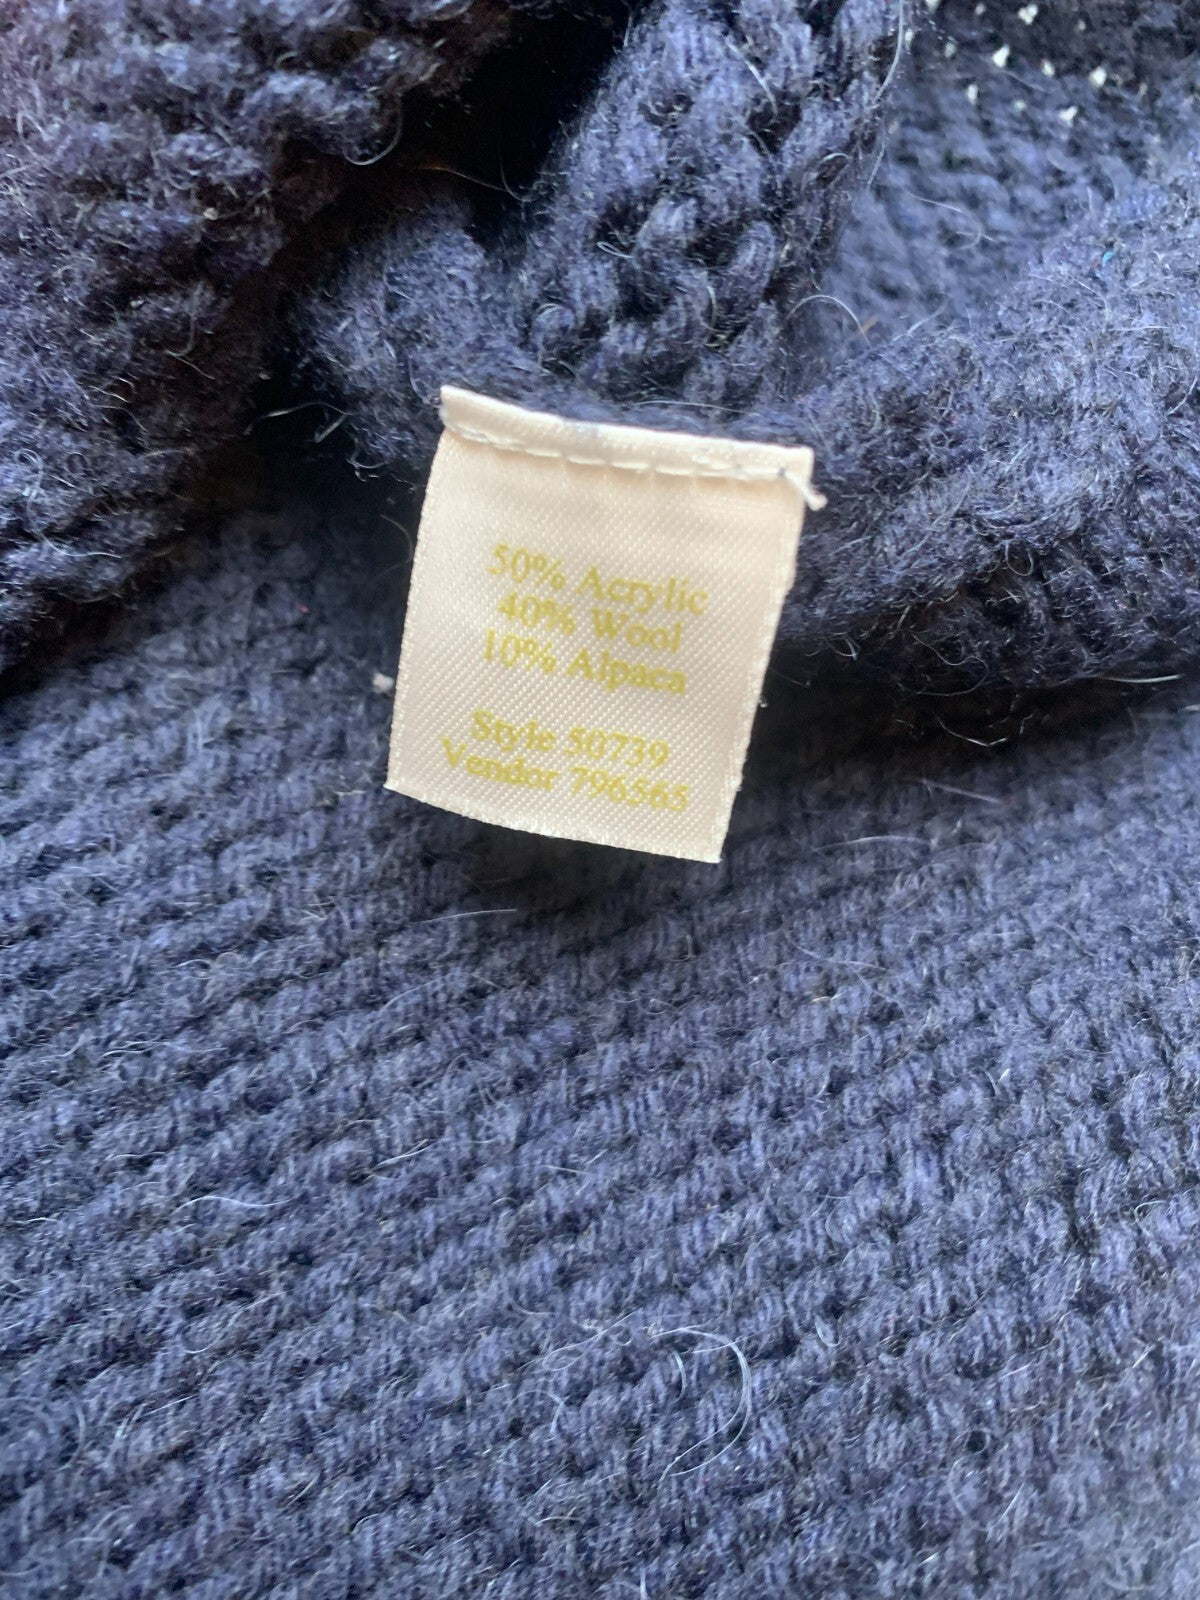 50% Acrylic
40% Wool
10% Alpaca
Style 50739
Vendor 796565